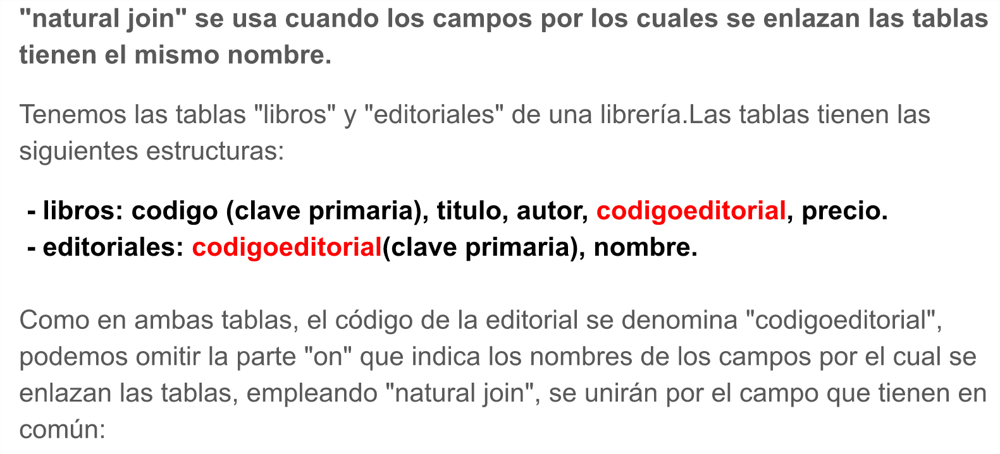 "natural join" se usa cuando los campos por los cuales se enlazan las tablas
tienen el mismo nombre.
Tenemos las tablas "libros" y "editoriales" de una librería.Las tablas tienen las
siguientes estructuras:
- libros: codigo (clave primaria), titulo, autor, codigoeditorial, precio.
- editoriales: codigoeditorial(clave primaria), nombre.
Como en ambas tablas, el código de la editorial se denomina "codigoeditorial",
podemos omitir la parte "on" que indica los nombres de los campos por el cual se
enlazan las tablas, empleando "natural join", se unirán por el campo que tienen en
común: